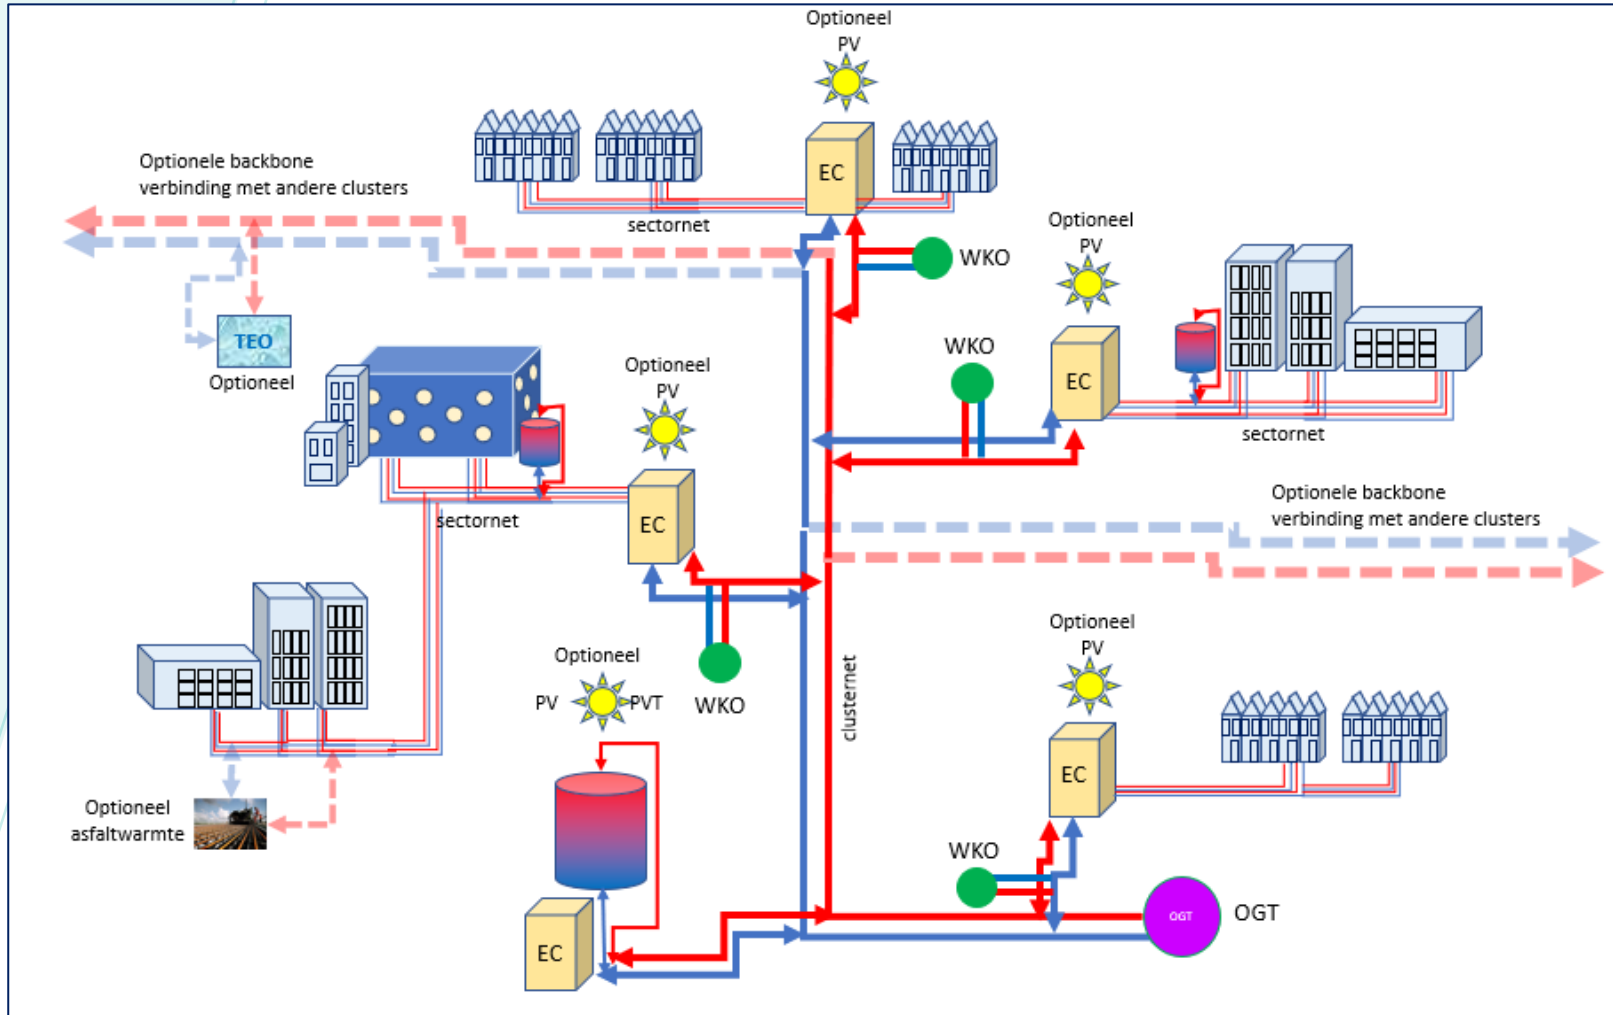 Optioneel
PV
EC
Optionele backbone
verbinding met andere clusters
sectornet
WKO
Optioneel
PV
TEO
Optioneel
WKO
EC
sectornet
Optioneel
PV
EC
sectornet
Optionele backbone
verbinding met andere clusters
WKO
clusternet
Optioneel
PV
EC
Optioneel
PV PVT
Optioneel
asfaltwarmte
WKO
EC
OGT
OGT